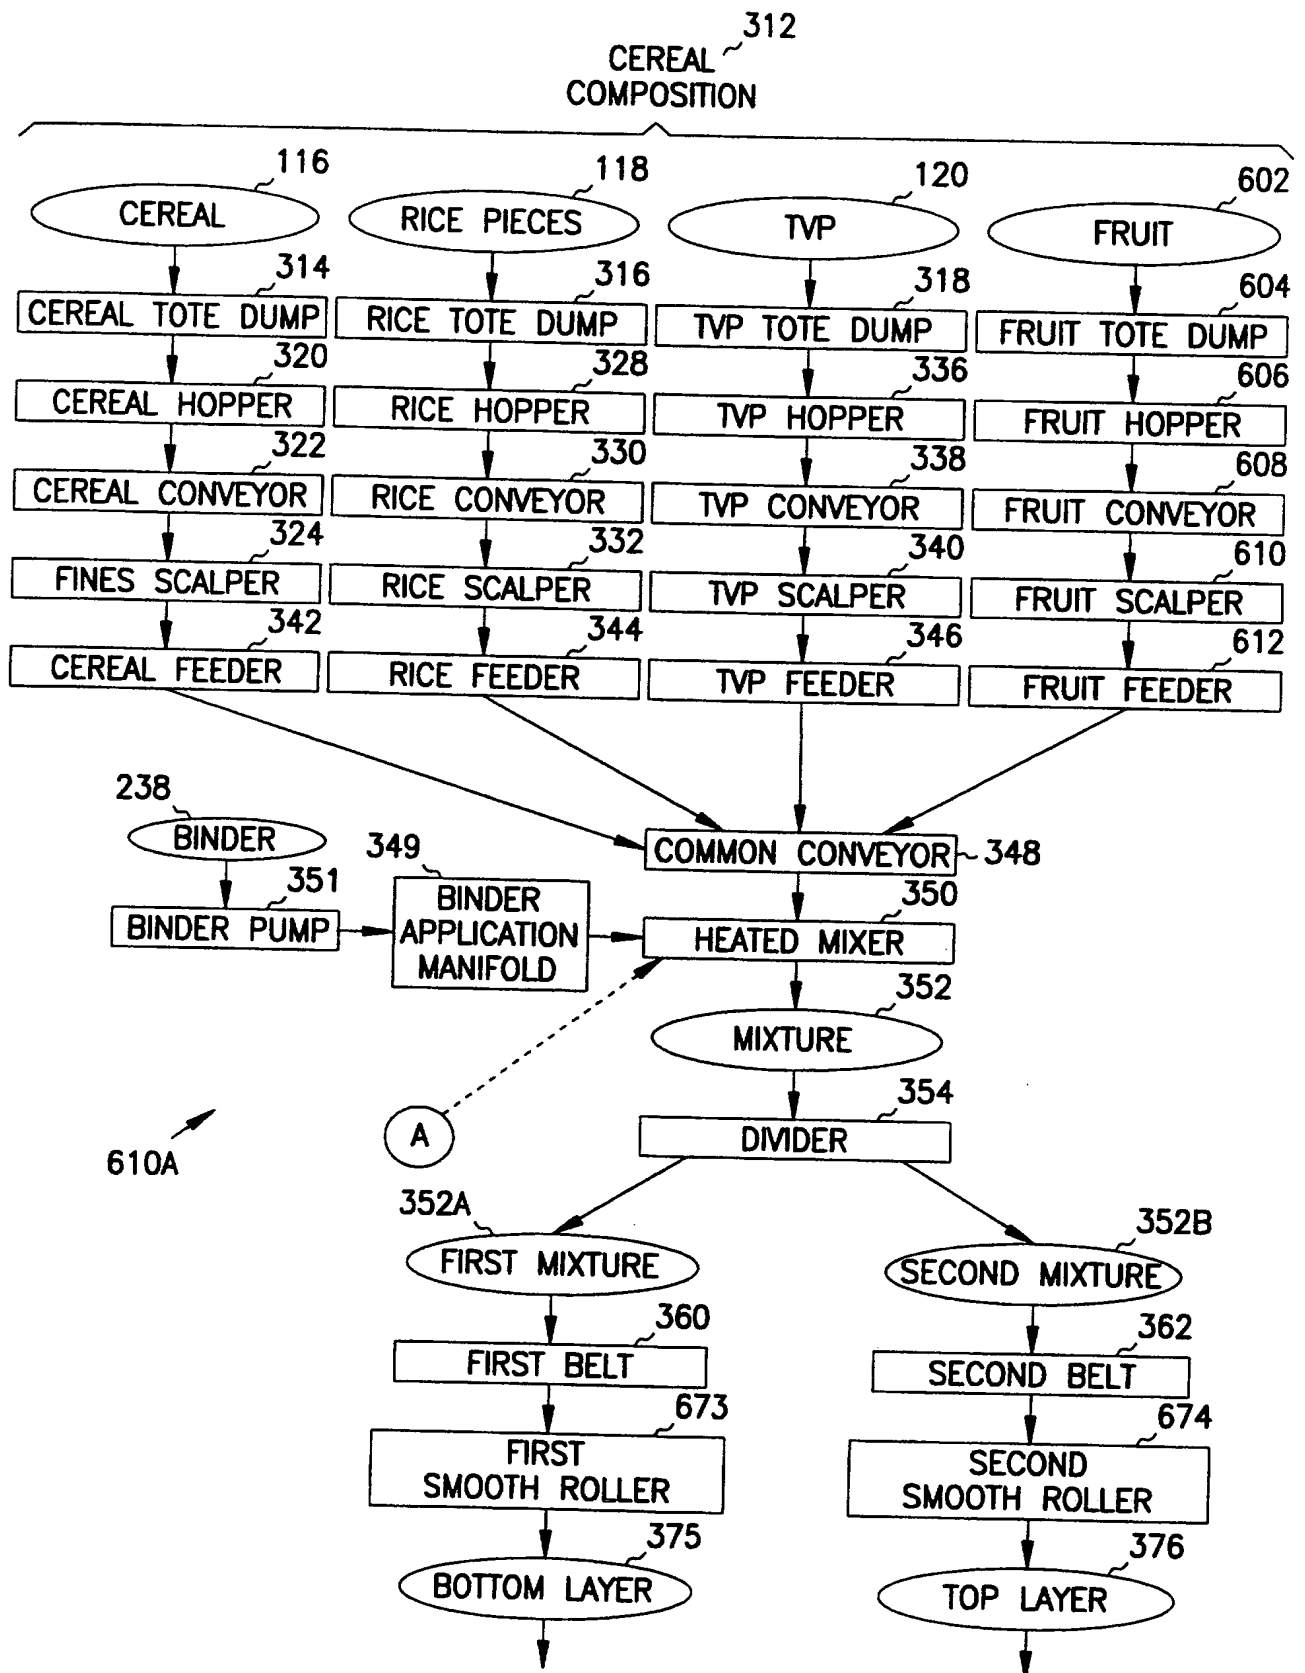 312
CEREAL
COMPOSITION
116 118 120 602
CEREAL RICE PIECES TVP FRUIT
314 316 318 604
CEREAL TOTE DUMP RICE TOTE DUMP TVP TOTE DUMP FRUIT TOTE DUMP
320 328 336 606
CEREAL HOPPER RICE HOPPER TVP HOPPER FRUIT HOPPER
322 330 338 608
CEREAL CONVEYOR RICE CONVEYOR TVP CONVEYOR FRUIT CONVEYOR
324 332 340 610
FINES SCALPER RICE SCALPER TVP SCALPER FRUIT SCALPER
342 344 346 612
CEREAL FEEDER RICE FEEDER TVP FEEDER FRUIT FEEDER
238
BINDER
349
COMMON CONVEYOR 348
351
BINDER PUMP
BINDER
APPLICATION
MANIFOLD
350
HEATED MIXER
352
MIXTURE
354
DIVIDER
A
610A
352A 352B
FIRST MIXTURE SECOND MIXTURE
360 362
FIRST BELT SECOND BELT
673 674
FIRST
SMOOTH ROLLER
SECOND
SMOOTH ROLLER
375 376
BOTTOM LAYER TOP LAYER